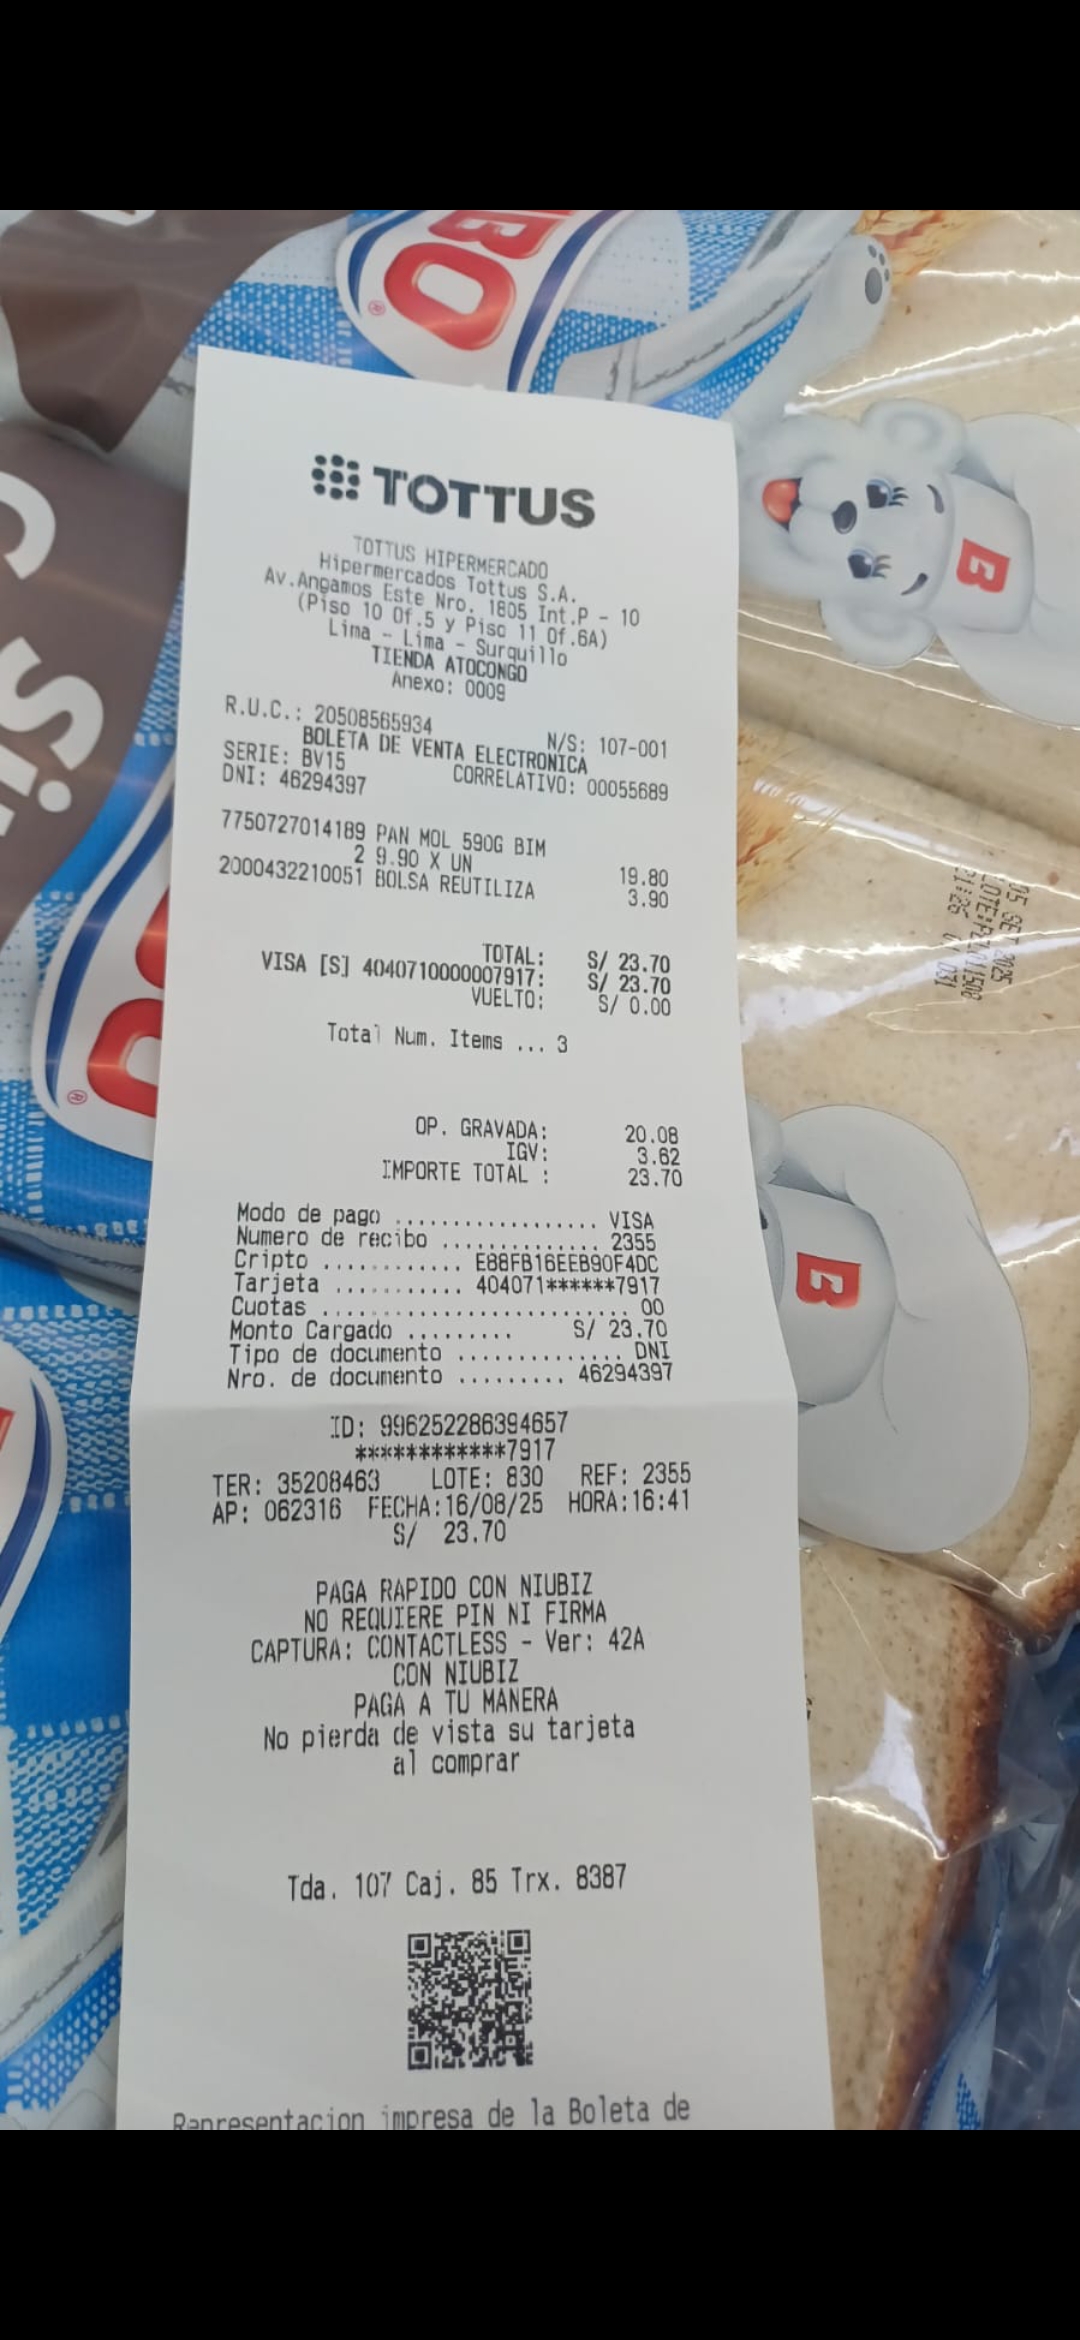 BO
®
TOTTUS
TOTTUS HIPERMERCADO
Hipermercados Tottus S.A.
Av.Angamos Este Nro. 1805 Int.P - 10
(Piso 10 Of.5 y Piso 11 Of.6A)
Lima - Lima - Surquillo
TIENDA ATOCONGO
Anexo: 0009
R.U.C.: 20508565934
N/S: 107-001
BOLETA DE VENTA ELECTRONICA
SERIE: BV15 CORRELATIVO: 00055689
DNI: 46294397
7750727014189 PAN MOL 590G BIM
2 9.90 X UN 19.80
2000432210051 BOLSA REUTILIZA 3.90
TOTAL: S/ 23.70
VISA [S] 4040710000007917: S/ 23.70
VUELTO: S/ 0.00
Total Num. Items ... 3
OP. GRAVADA: 20.08
IGV: 3.62
IMPORTE TOTAL : 23.70
Modo de pago .................. VISA
Numero de recibo .............. 2355
Cripto ............ E88FB16EEB90F4DC
Tarjeta ........... 404071******7917
Cuotas .......................... 00
Monto Cargado ......... S/ 23.70
Tipo de documento .............. DNI
Nro. de documento ......... 46294397
ID: 996252286394657
************7917
TER: 35208463 LOTE: 830 REF: 2355
AP: 062316 FECHA:16/08/25 HORA:16:41
S/ 23.70
PAGA RAPIDO CON NIUBIZ
NO REQUIERE PIN NI FIRMA
CAPTURA: CONTACTLESS - Ver: 42A
CON NIUBIZ
PAGA A TU MANERA
No pierda de vista su tarjeta
al comprar
Tda. 107 Caj. 85 Trx. 8387
Representacion impresa de la Boleta de
B
B
Sin
®
05 SET 2025